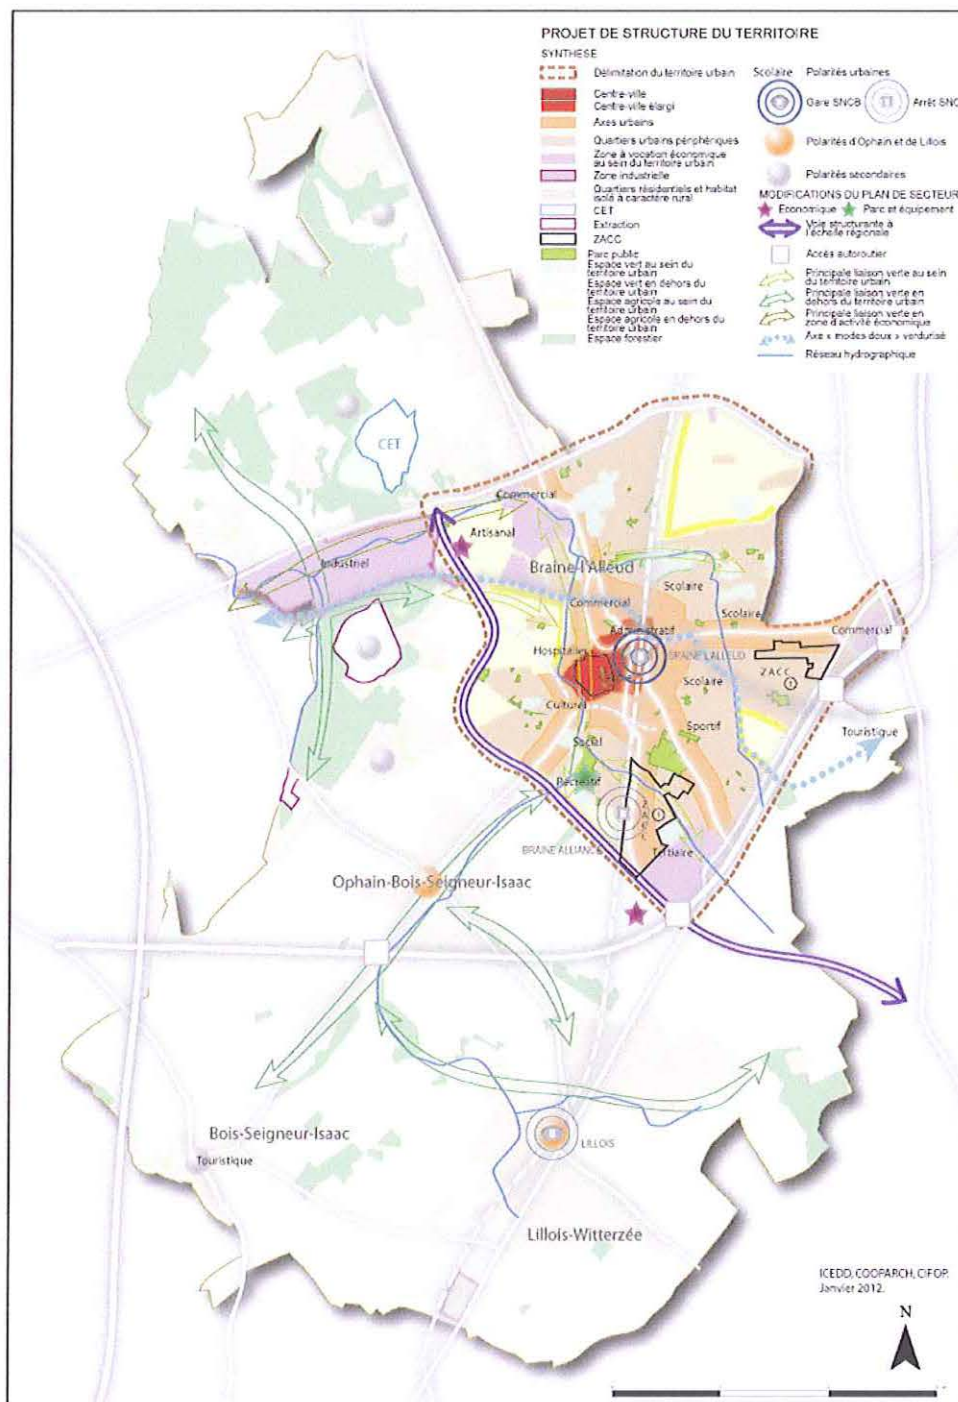 PROJET DE STRUCTURE DU TERRITOIRE
SYNTHESE
Délimitation du territoire urbain
Centre-ville
Centre-ville élargi
Axes urbains
Quartiers urbains périphériques
Zone à vocation économique
au sein du territoire urbain
Zone industrielle
Quartiers résidentiels et habitat
isolé à caractère rural
CET
Extraction
ZACC
Parc public
Espace vert au sein du
territoire urbain
Espace vert en dehors du
territoire urbain
Espace agricole au sein du
territoire urbain
Espace agricole en dehors du
territoire urbain
Espace forestier
Scolaire Polarités urbaines
Gare SNCB Arrêt SNC
Polarités d'Ophain et de Lillois
Polarités secondaires
MODIFICATIONS DU PLAN DE SECTEUR
Economique Parc et équipement
Voie structurante à
l'échelle régionale
Accès autoroutier
Principale liaison verte au sein
du territoire urbain
Principale liaison verte en
dehors du territoire urbain
Principale liaison verte en
zone d'activité économique
Axe « modes doux » verdurisé
Réseau hydrographique
CET
Commercial
Artisanal
Industriel
Braine-l'Alleud
Scolaire
Commercial
Scolaire
Administratif
Commercial
Hospitalier
BRAINE L'ALLEUD
ZACC
1
Scolaire
Culturel
Sportif
Social
Touristique
Récréatif
ZACC
1
BRAINE ALLIANCE
Tertiaire
Ophain-Bois-Seigneur-Isaac
Bois-Seigneur-Isaac
Touristique
LILLOIS
Lillois-Witterzée
ICEDD, COOPARCH, CIFOP.
Janvier 2012.
N